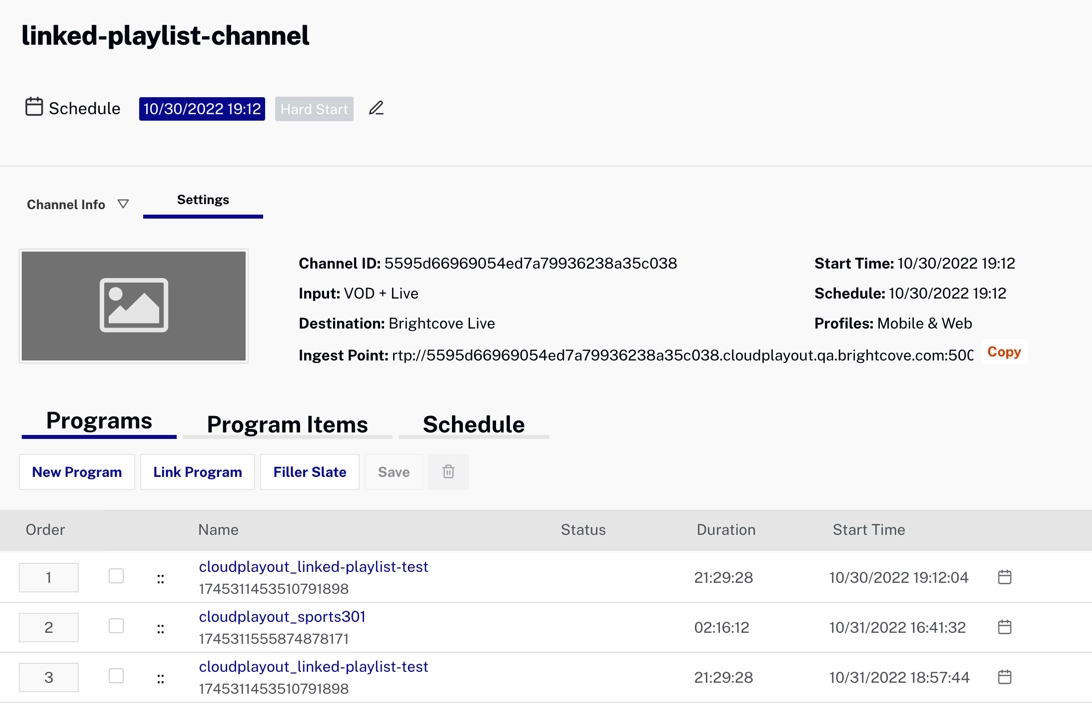 linked-playlist-channel
Schedule 10/30/2022 19:12 Hard Start
Channel Info Settings
Channel ID: 5595d66969054ed7a79936238a35c038 Start Time: 10/30/2022 19:12
Input: VOD + Live Schedule: 10/30/2022 19:12
Destination: Brightcove Live Profiles: Mobile & Web
Ingest Point: rtp://5595d66969054ed7a79936238a35c038.cloudplayout.qa.brightcove.com:500 Copy
Programs Program Items Schedule
New Program Link Program Filler Slate Save
Order Name Status Duration Start Time
1 :: cloudplayout_linked-playlist-test 21:29:28 10/30/2022 19:12:04
1745311453510791898
2 :: cloudplayout_sports301 02:16:12 10/31/2022 16:41:32
1745311555874878171
3 :: cloudplayout_linked-playlist-test 21:29:28 10/31/2022 18:57:44
1745311453510791898